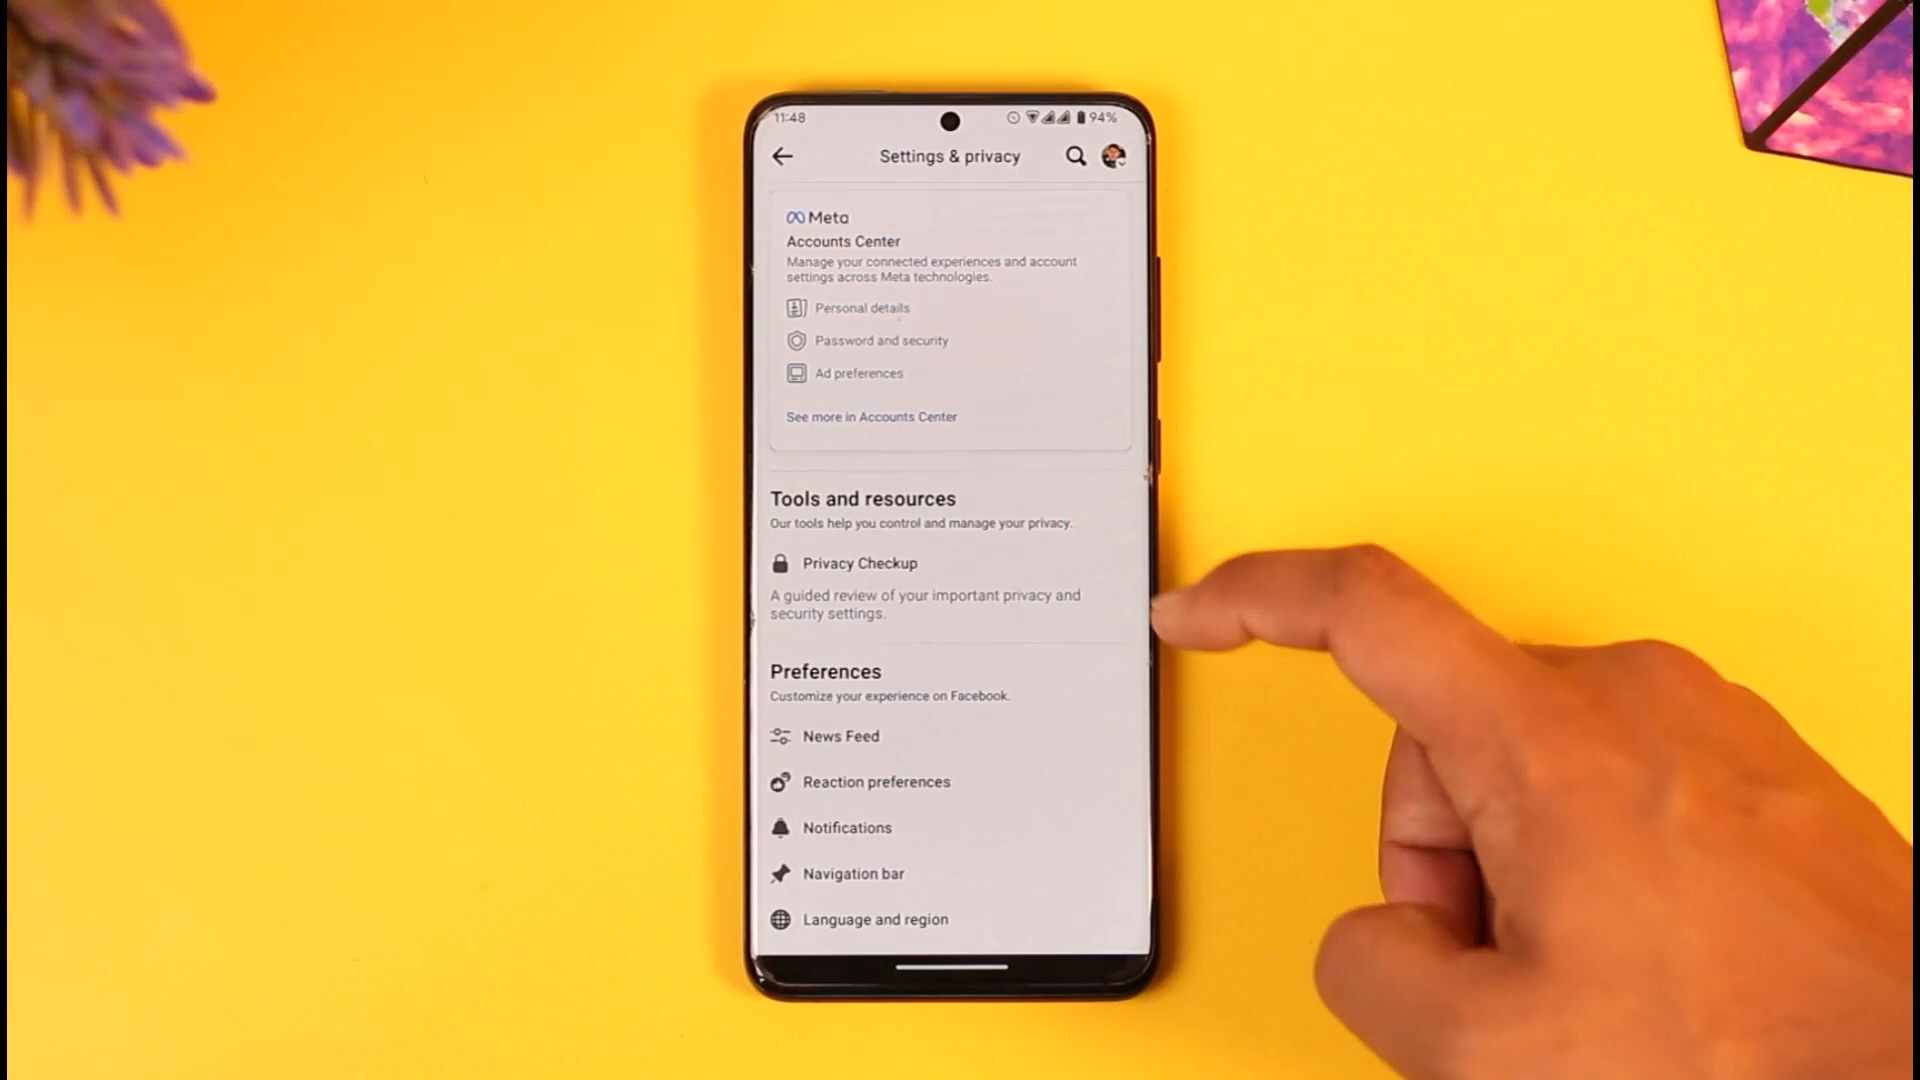 11:48
94%
Settings & privacy
Meta
Accounts Center
Manage your connected experiences and account
settings across Meta technologies.
Personal details
Password and security
Ad preferences
See more in Accounts Center
Tools and resources
Our tools help you control and manage your privacy.
Privacy Checkup
A guided review of your important privacy and
security settings.
Preferences
Customize your experience on Facebook.
News Feed
Reaction preferences
Notifications
Navigation bar
Language and region